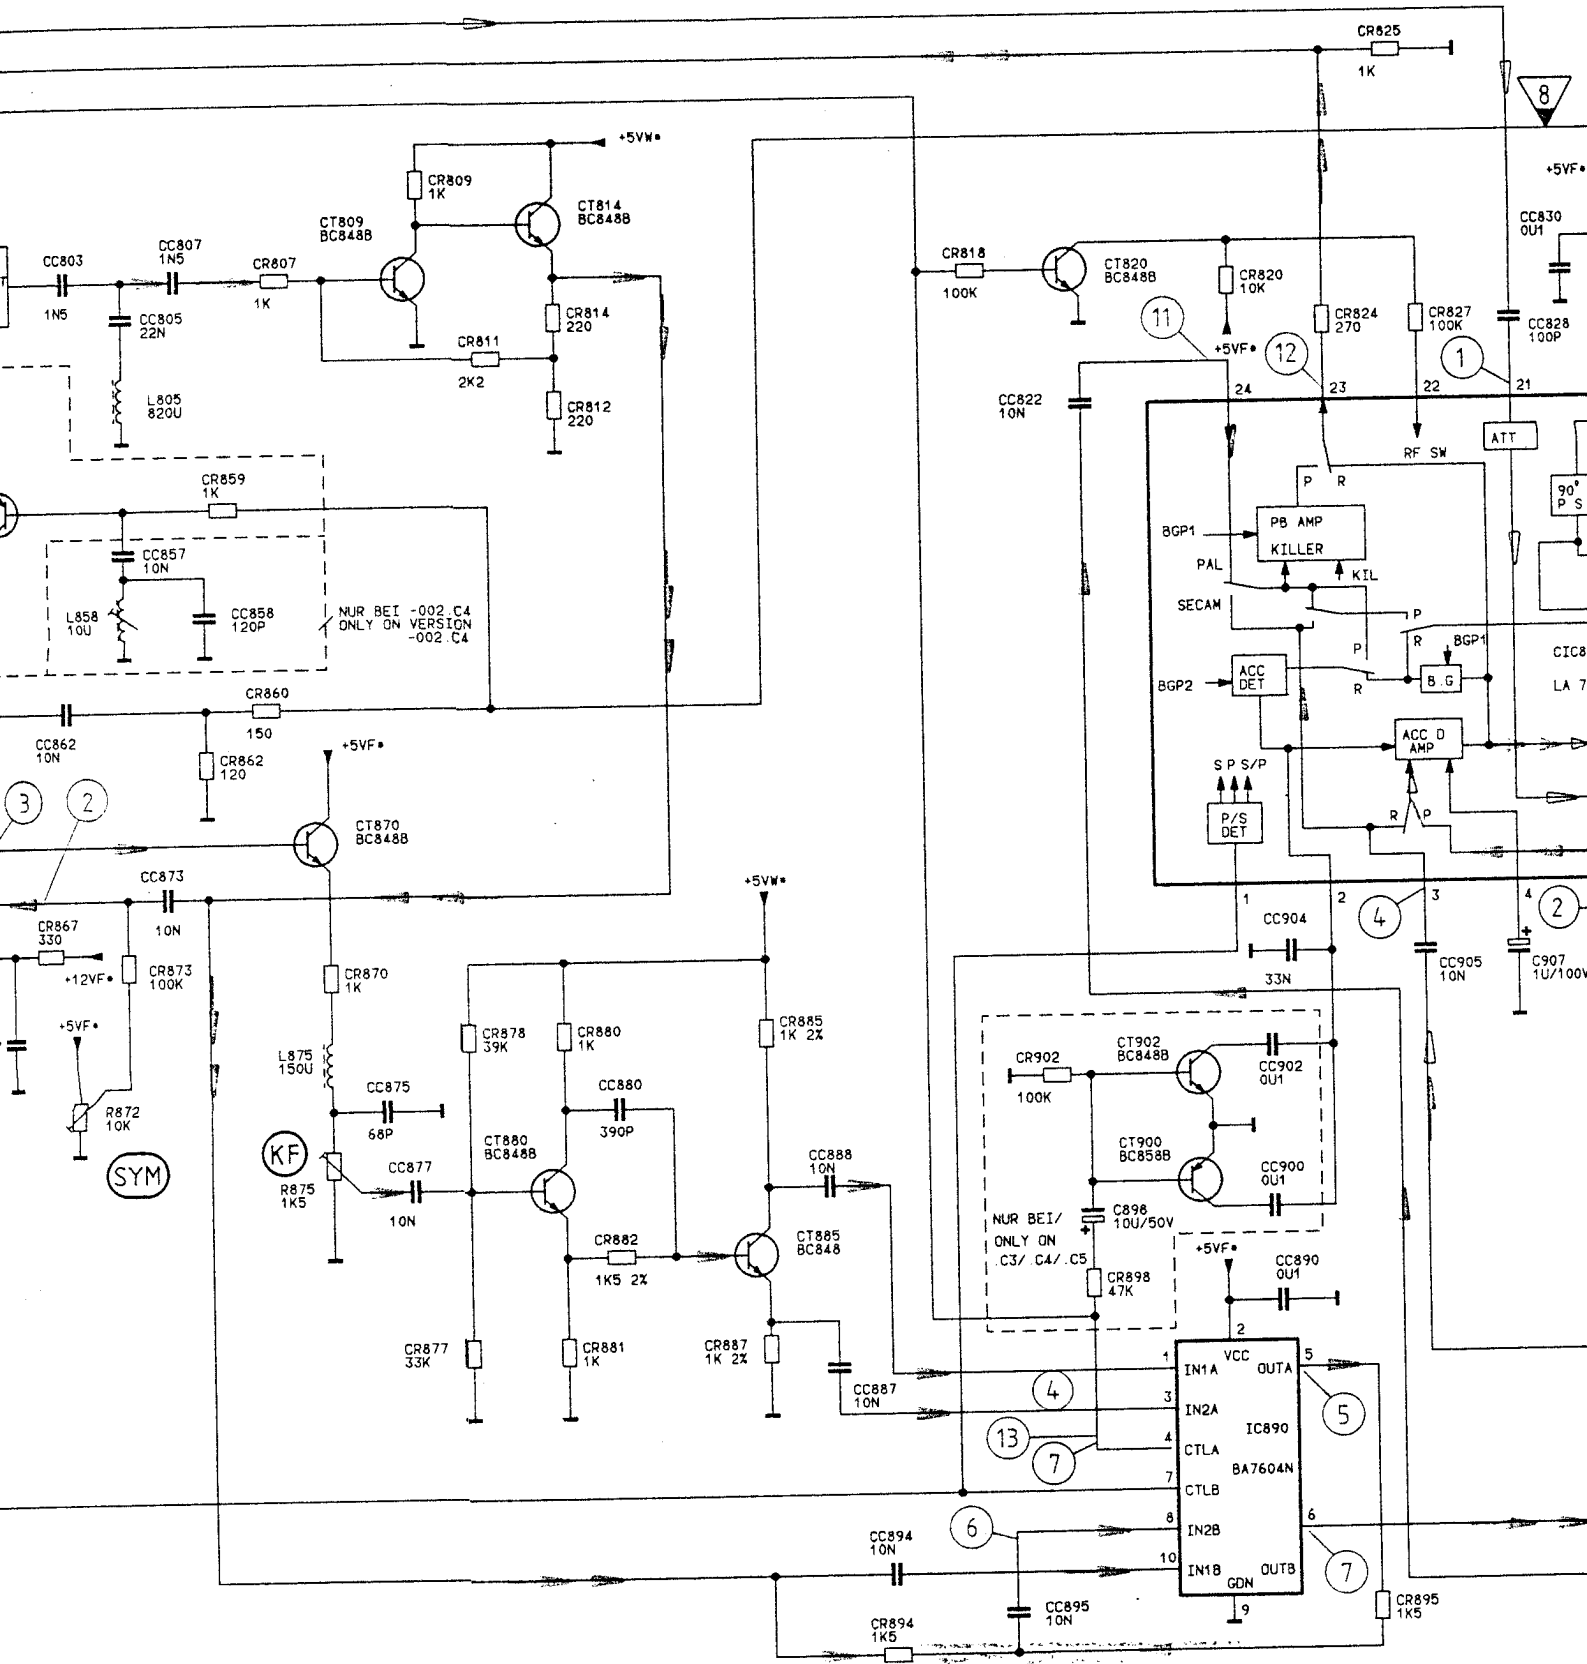 CR825
1K
8
+5VW*
+5VF*
CR809
1K
CT814
BC848B
CT809
BC848B
CC830
0U1
CC803
1N5
CC807
1N5
CR807
1K
CR818
100K
CT820
BC848B
CR820
10K
+5VF*
CC805
22N
CR814
220
CR811
2K2
CR824
270
CR827
100K
CC828
100P
11
12
1
L805
820U
CR812
220
CC822
10N
24
23
22
21
ATT
RF SW
P R
90°
P S
CR859
1K
BGP1
PB AMP
KILLER
CC857
10N
PAL
KIL
SECAM
L858
10U
CC858
120P
NUR BEI -002.C4
ONLY ON VERSION
-002.C4
P
R
BGP1
P
R
BGP2
ACC
DET
B.G
CIC8
LA 7
CR860
150
CC862
10N
CR862
120
+5VF*
ACC D
AMP
S P S/P
P/S
DET
R P
3
2
CT870
BC848B
CC873
10N
+5VW*
1
2
3
4
4
2
CR867
330
+12VF*
CR873
100K
CC904
33N
CC905
10N
C907
1U/100V
CR870
1K
+5VF*
CR878
39K
CR880
1K
CR885
1K 2%
L875
150U
CC875
68P
CC880
390P
CR902
100K
CT902
BC848B
CC902
0U1
R872
10K
SYM
KF
CT880
BC848B
CT900
BC858B
CC877
10N
R875
1K5
CC888
10N
CC900
0U1
C898
10U/50V
NUR BEI/
ONLY ON
.C3/.C4/.C5
CR882
1K5 2%
CT885
BC848
+5VF*
CC890
0U1
CR898
47K
CR877
33K
CR881
1K
CR887
1K 2%
CC887
10N
2
VCC
1
IN1A
OUTA
5
4
3
IN2A
5
13
7
4
CTLA
IC890
BA7604N
7
CTLB
6
8
IN2B
6
CC894
10N
10
IN1B
OUTB
7
GDN
9
CC895
10N
CR894
1K5
CR895
1K5